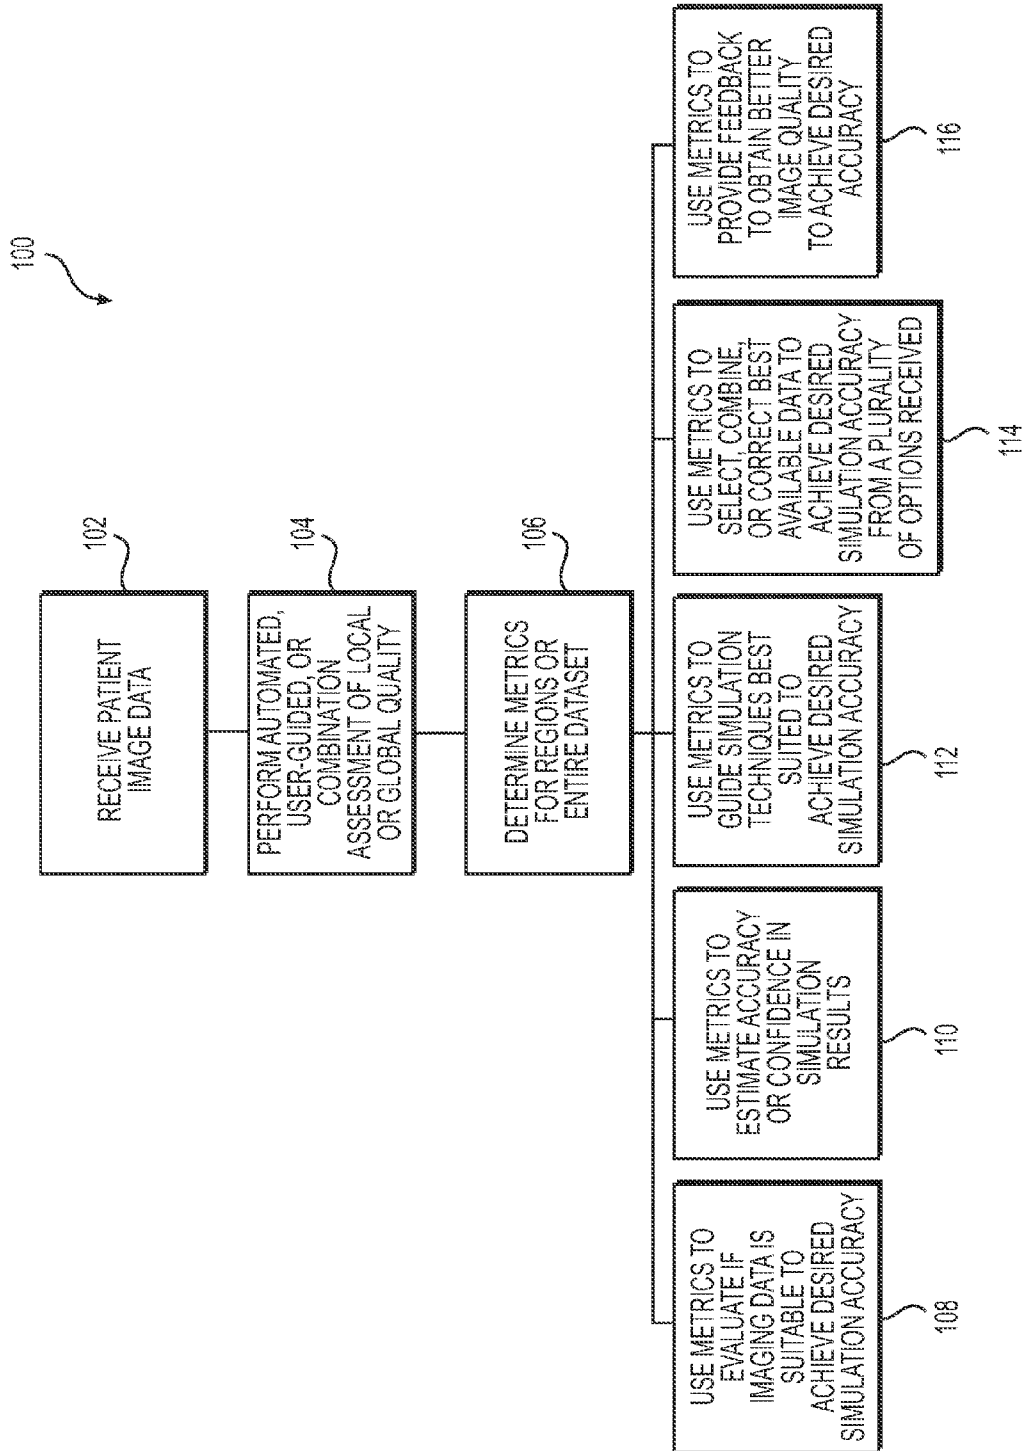 100
RECEIVE PATIENT
IMAGE DATA
102
PERFORM AUTOMATED,
USER-GUIDED, OR
COMBINATION
ASSESSMENT OF LOCAL
OR GLOBAL QUALITY
104
DETERMINE METRICS
FOR REGIONS OR
ENTIRE DATASET
106
USE METRICS TO
EVALUATE IF
IMAGING DATA IS
SUITABLE TO
ACHIEVE DESIRED
SIMULATION ACCURACY
108
USE METRICS TO
ESTIMATE ACCURACY
OR CONFIDENCE IN
SIMULATION
RESULTS
110
USE METRICS TO
GUIDE SIMULATION
TECHNIQUES BEST
SUITED TO
ACHIEVE DESIRED
SIMULATION ACCURACY
112
USE METRICS TO
SELECT, COMBINE,
OR CORRECT BEST
AVAILABLE DATA TO
ACHIEVE DESIRED
SIMULATION ACCURACY
FROM A PLURALITY
OF OPTIONS RECEIVED
114
USE METRICS TO
PROVIDE FEEDBACK
TO OBTAIN BETTER
IMAGE QUALITY
TO ACHIEVE DESIRED
ACCURACY
116